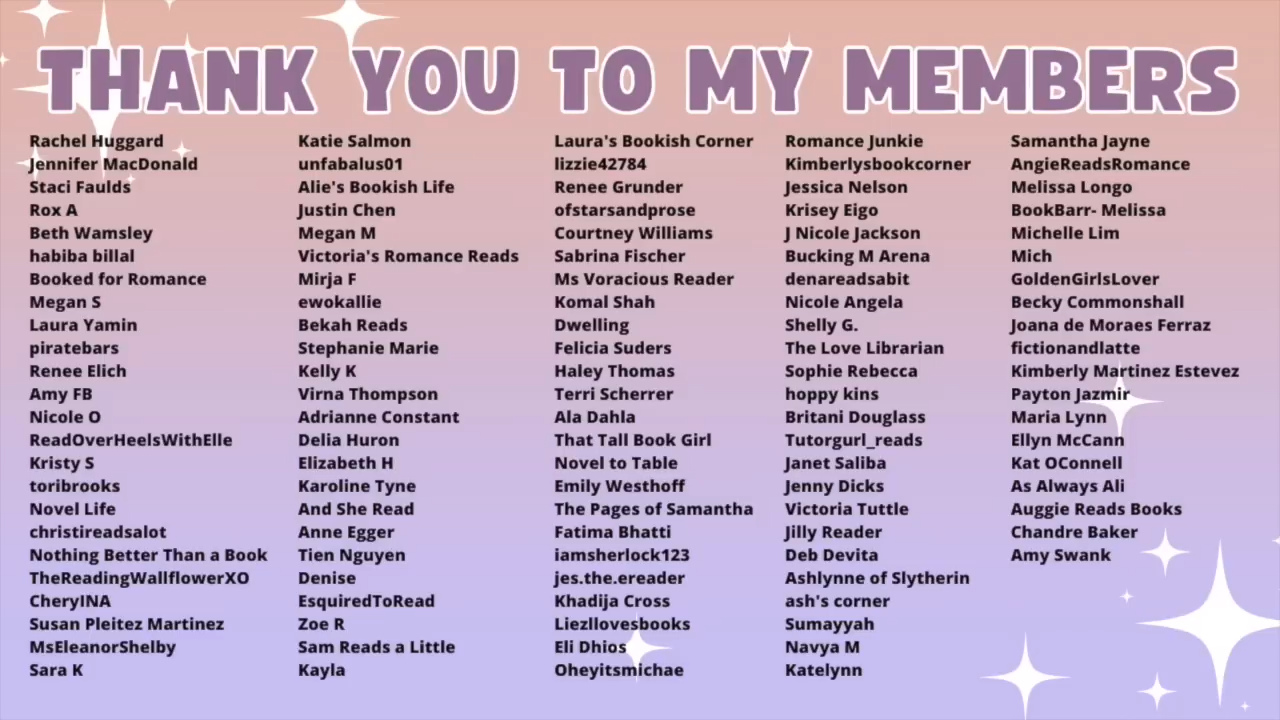 THANK YOU TO MY MEMBERS
Rachel Huggard
Jennifer MacDonald
Staci Faulds
Rox A
Beth Wamsley
habiba billal
Booked for Romance
Megan S
Laura Yamin
piratebars
Renee Elich
Amy FB
Nicole O
ReadOverHeelsWithElle
Kristy S
toribrooks
Novel Life
christireadsalot
Nothing Better Than a Book
TheReadingWallflowerXO
CheryINA
Susan Pleitez Martinez
MsEleanorShelby
Sara K
Katie Salmon
unfabalus01
Alie's Bookish Life
Justin Chen
Megan M
Victoria's Romance Reads
Mirja F
ewokallie
Bekah Reads
Stephanie Marie
Kelly K
Virna Thompson
Adrianne Constant
Delia Huron
Elizabeth H
Karoline Tyne
And She Read
Anne Egger
Tien Nguyen
Denise
EsquiredToRead
Zoe R
Sam Reads a Little
Kayla
Laura's Bookish Corner
lizzie42784
Renee Grunder
ofstarsandprose
Courtney Williams
Sabrina Fischer
Ms Voracious Reader
Komal Shah
Dwelling
Felicia Suders
Haley Thomas
Terri Scherrer
Ala Dahla
That Tall Book Girl
Novel to Table
Emily Westhoff
The Pages of Samantha
Fatima Bhatti
iamsherlock123
jes.the.ereader
Khadija Cross
Liezllovesbooks
Eli Dhios
Oheyitsmichae
Romance Junkie
Kimberlysbookcorner
Jessica Nelson
Krisey Eigo
J Nicole Jackson
Bucking M Arena
denareadsabit
Nicole Angela
Shelly G.
The Love Librarian
Sophie Rebecca
hoppy kins
Britani Douglass
Tutorgurl_reads
Janet Saliba
Jenny Dicks
Victoria Tuttle
Jilly Reader
Deb Devita
Ashlynne of Slytherin
ash's corner
Sumayyah
Navya M
Katelynn
Samantha Jayne
AngieReadsRomance
Melissa Longo
BookBarr- Melissa
Michelle Lim
Mich
GoldenGirlsLover
Becky Commonshall
Joana de Moraes Ferraz
fictionandlatte
Kimberly Martinez Estevez
Payton Jazmir
Maria Lynn
Ellyn McCann
Kat OConnell
As Always Ali
Auggie Reads Books
Chandre Baker
Amy Swank